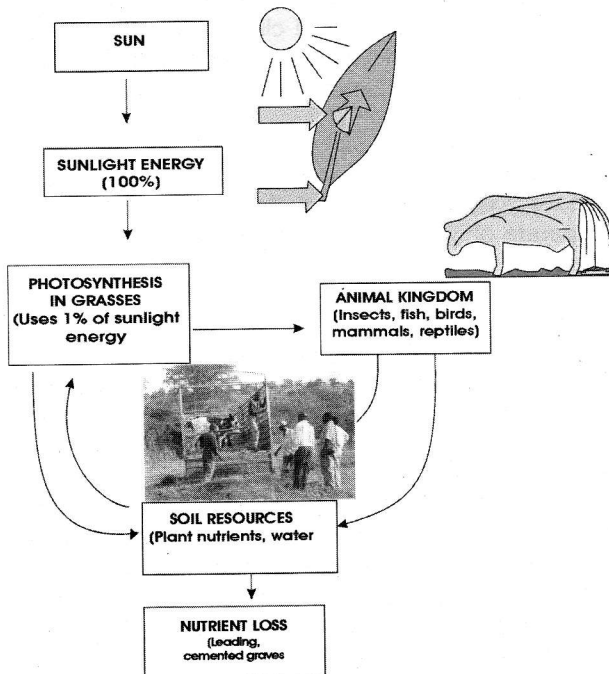 SUN
SUNLIGHT ENERGY
(100%)
PHOTOSYNTHESIS
IN GRASSES
(Uses 1% of sunlight
energy
ANIMAL KINGDOM
(Insects, fish, birds,
mammals, reptiles)
SOIL RESOURCES
(Plant nutrients, water
NUTRIENT LOSS
(Leading,
cemented graves